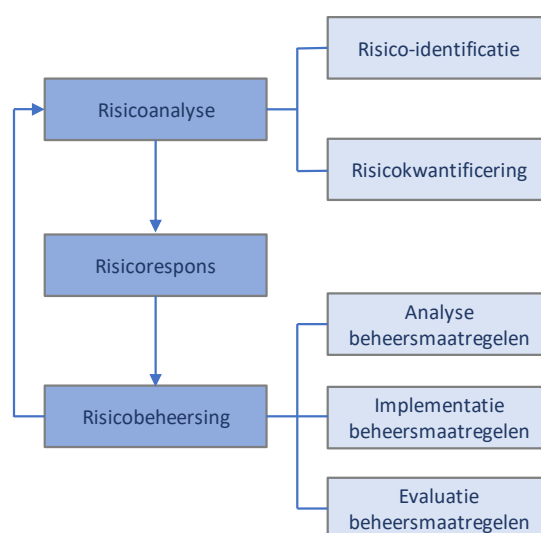 Risico-identificatie
Risicoanalyse
Risicokwantificering
Risicorespons
Analyse
beheersmaatregelen
Risicobeheersing
Implementatie
beheersmaatregelen
Evaluatie
beheersmaatregelen